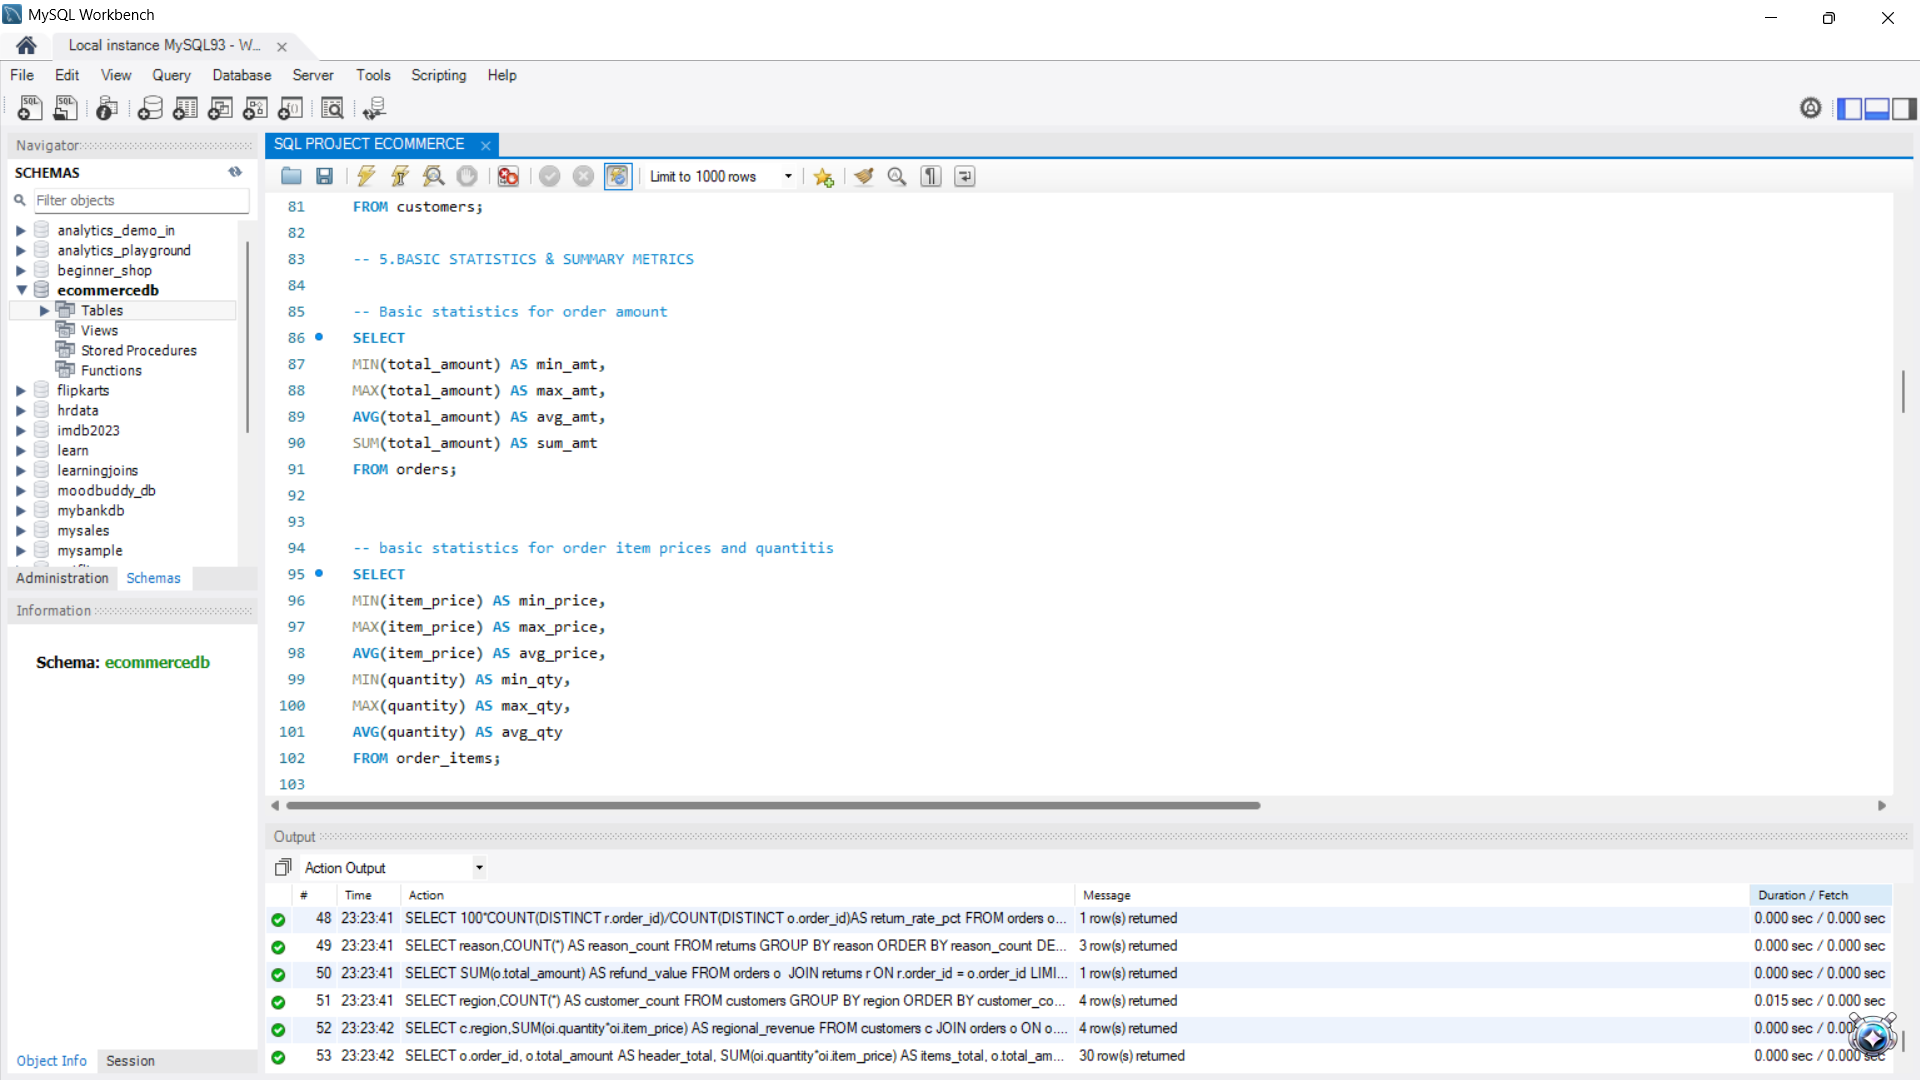 MySQL Workbench
Local instance MySQL93 - W...
File Edit View Query Database Server Tools Scripting Help
Navigator
SCHEMAS
Filter objects
analytics_demo_in
analytics_playground
beginner_shop
ecommercedb
Tables
Views
Stored Procedures
Functions
flipkarts
hrdata
imdb2023
learn
learningjoins
moodbuddy_db
mybankdb
mysales
mysample
Administration Schemas
Information
Schema: ecommercedb
Object Info Session
SQL PROJECT ECOMMERCE
Limit to 1000 rows
81 FROM customers;
82
83 -- 5.BASIC STATISTICS & SUMMARY METRICS
84
85 -- Basic statistics for order amount
86 SELECT
87 MIN(total_amount) AS min_amt,
88 MAX(total_amount) AS max_amt,
89 AVG(total_amount) AS avg_amt,
90 SUM(total_amount) AS sum_amt
91 FROM orders;
92
93
94 -- basic statistics for order item prices and quantitis
95 SELECT
96 MIN(item_price) AS min_price,
97 MAX(item_price) AS max_price,
98 AVG(item_price) AS avg_price,
99 MIN(quantity) AS min_qty,
100 MAX(quantity) AS max_qty,
101 AVG(quantity) AS avg_qty
102 FROM order_items;
103
Output
Action Output
# Time Action Message Duration / Fetch
48 23:23:41 SELECT 100*COUNT(DISTINCT r.order_id)/COUNT(DISTINCT o.order_id)AS return_rate_pct FROM orders o... 1 row(s) returned 0.000 sec / 0.000 sec
49 23:23:41 SELECT reason,COUNT(*) AS reason_count FROM returns GROUP BY reason ORDER BY reason_count DE... 3 row(s) returned 0.000 sec / 0.000 sec
50 23:23:41 SELECT SUM(o.total_amount) AS refund_value FROM orders o JOIN returns r ON r.order_id = o.order_id LIMI... 1 row(s) returned 0.000 sec / 0.000 sec
51 23:23:41 SELECT region,COUNT(*) AS customer_count FROM customers GROUP BY region ORDER BY customer_co... 4 row(s) returned 0.015 sec / 0.000 sec
52 23:23:42 SELECT c.region,SUM(oi.quantity*oi.item_price) AS regional_revenue FROM customers c JOIN orders o ON o.... 4 row(s) returned 0.000 sec /
53 23:23:42 SELECT o.order_id, o.total_amount AS header_total, SUM(oi.quantity*oi.item_price) AS items_total, o.total_am... 30 row(s) returned 0.000 sec / 0.000 sec